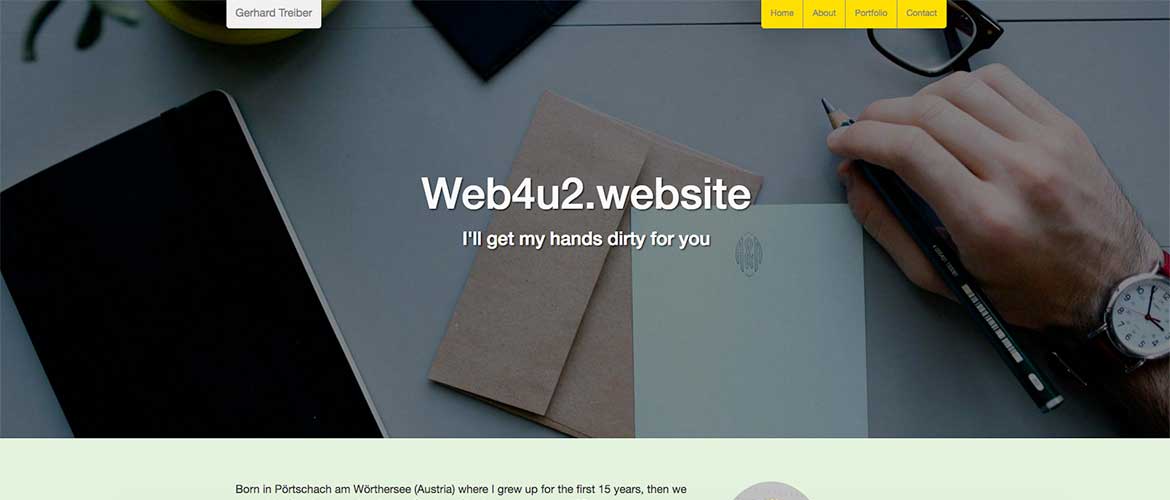 Gerhard Treiber
Home About Portfolio Contact
Web4u2.website
I'll get my hands dirty for you
Born in Pörtschach am Wörthersee (Austria) where I grew up for the first 15 years, then we